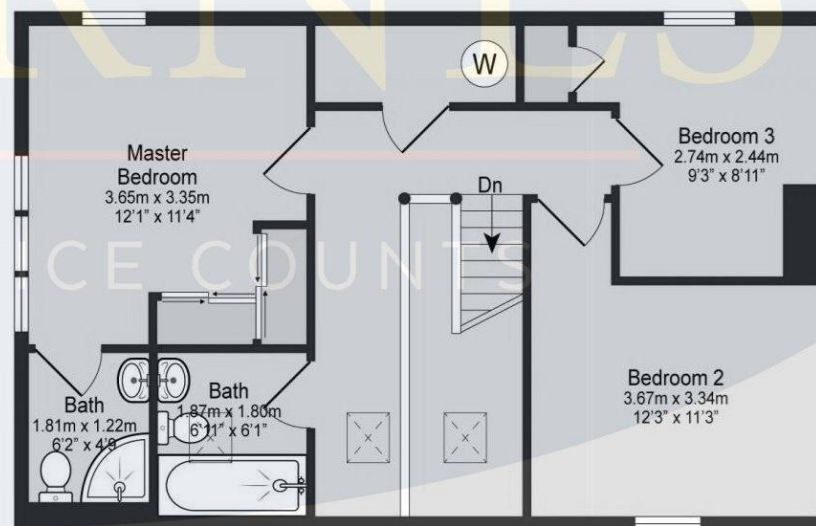 RNES
W
Master
Bedroom
3.65m x 3.35m
12'1" x 11'4"
Bedroom 3
2.74m x 2.44m
9'3" x 8'11"
Dn
ICE COUNTS
Bath
1.81m x 1.22m
6'2" x 4'9
Bath
1.87m x 1.80m
6'11" x 6'1"
Bedroom 2
3.67m x 3.34m
12'3" x 11'3"